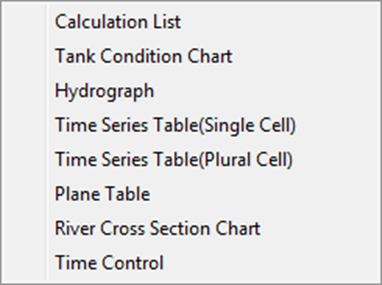 Calculation List
Tank Condition Chart
Hydrograph
Time Series Table(Single Cell)
Time Series Table(Plural Cell)
Plane Table
River Cross Section Chart
Time Control